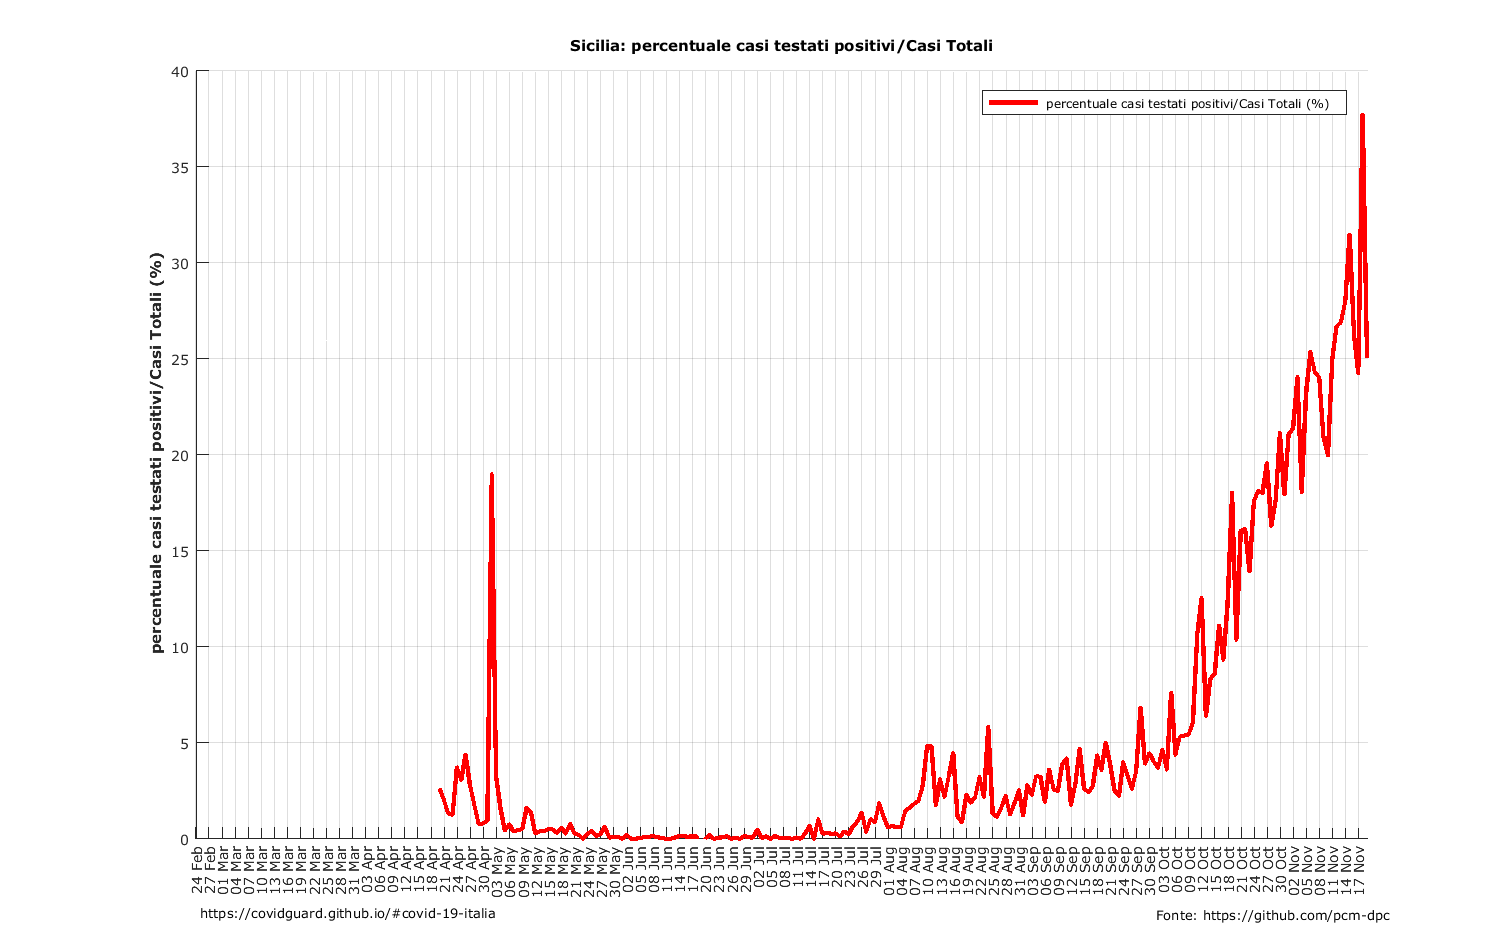 Sicilia: percentuale casi testati positivi/Casi Totali
percentuale casi testati positivi/Casi Totali (%)
percentuale casi testati positivi/Casi Totali (%)
40
35
30
25
20
15
10
5
0
24 Feb
27 Feb
01 Mar
04 Mar
07 Mar
10 Mar
13 Mar
16 Mar
19 Mar
22 Mar
25 Mar
28 Mar
31 Mar
03 Apr
06 Apr
09 Apr
12 Apr
15 Apr
18 Apr
21 Apr
24 Apr
27 Apr
30 Apr
03 May
06 May
09 May
12 May
15 May
18 May
21 May
24 May
27 May
30 May
02 Jun
05 Jun
08 Jun
11 Jun
14 Jun
17 Jun
20 Jun
23 Jun
26 Jun
29 Jun
02 Jul
05 Jul
08 Jul
11 Jul
14 Jul
17 Jul
20 Jul
23 Jul
26 Jul
29 Jul
01 Aug
04 Aug
07 Aug
10 Aug
13 Aug
16 Aug
19 Aug
22 Aug
25 Aug
28 Aug
31 Aug
03 Sep
06 Sep
09 Sep
12 Sep
15 Sep
18 Sep
21 Sep
24 Sep
27 Sep
30 Sep
03 Oct
06 Oct
09 Oct
12 Oct
15 Oct
18 Oct
21 Oct
24 Oct
27 Oct
30 Oct
02 Nov
05 Nov
08 Nov
11 Nov
14 Nov
17 Nov
https://covidguard.github.io/#covid-19-italia
Fonte: https://github.com/pcm-dpc